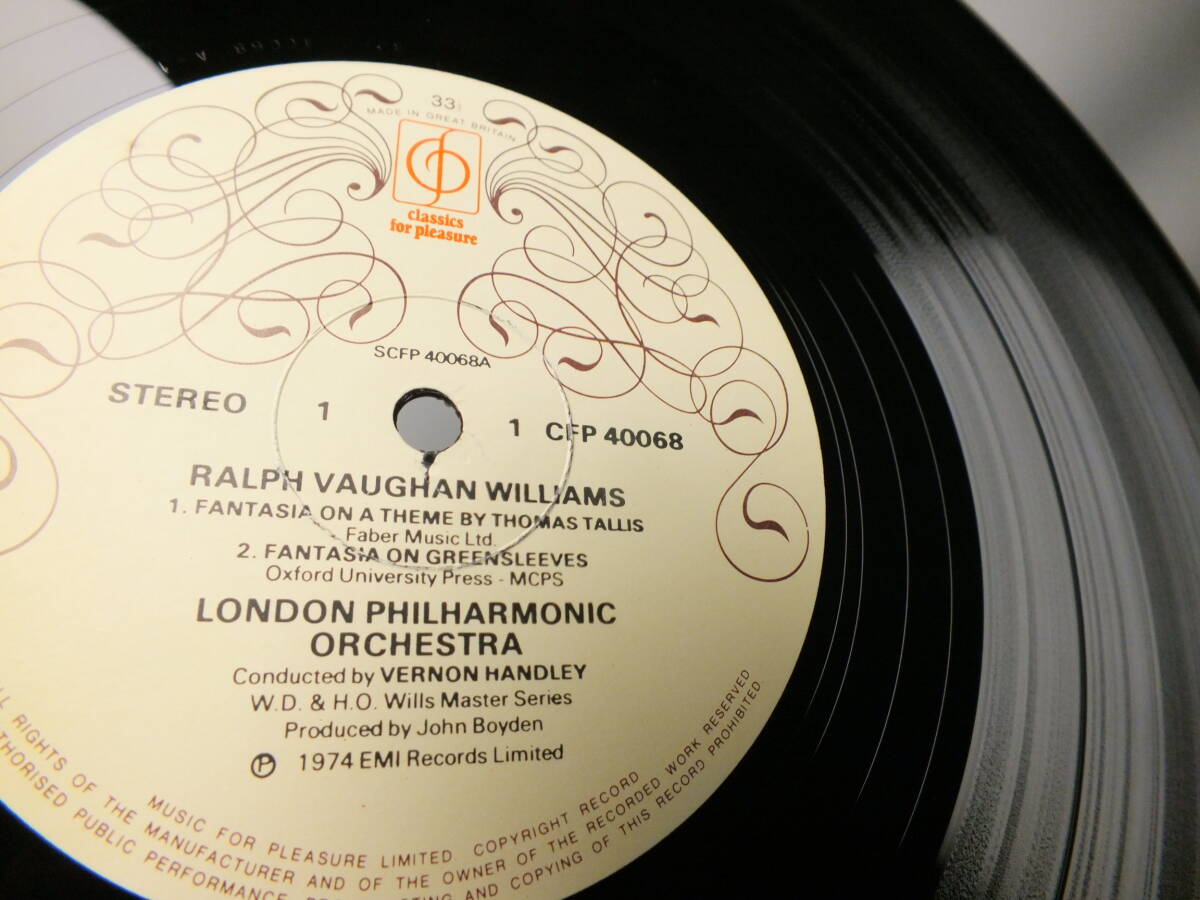 33⅓
MADE IN GREAT BRITAIN
classics
for pleasure
SCFP 40068A
STEREO 1 1 CFP 40068
RALPH VAUGHAN WILLIAMS
1. FANTASIA ON A THEME BY THOMAS TALLIS
Faber Music Ltd.
2. FANTASIA ON GREENSLEEVES
Oxford University Press - MCPS
LONDON PHILHARMONIC
ORCHESTRA
Conducted by VERNON HANDLEY
W.D. & H.O. Wills Master Series
Produced by John Boyden
Ⓟ 1974 EMI Records Limited
MUSIC FOR PLEASURE LIMITED. COPYRIGHT RECORD
RIGHTS OF THE MANUFACTURER AND OF THE OWNER OF THE RECORDED WORK RESERVED
PUBLIC PERFORMANCE AND COPYING OF THIS RECORD PROHIBITED.